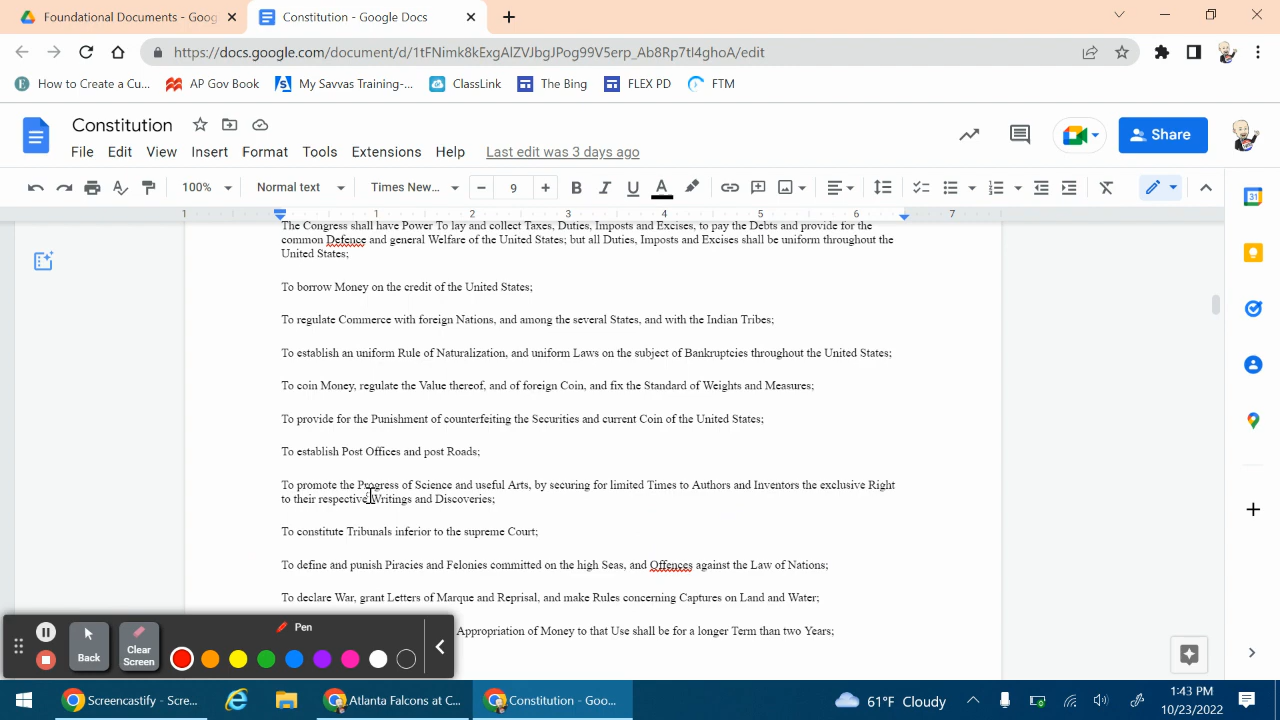 Foundational Documents - Goog
Constitution - Google Docs
https://docs.google.com/document/d/1tFNimk8kExgAlZVJbgJPog99V5erp_Ab8Rp7tI4ghoA/edit
How to Create a Cu...
AP Gov Book
My Savvas Training-...
ClassLink
The Bing
FLEX PD
FTM
Constitution
File Edit View Insert Format Tools Extensions Help Last edit was 3 days ago
Share
100% Normal text Times New... 9
1 1 2 3 4 5 6 7
The Congress shall have Power To lay and collect Taxes, Duties, Imposts and Excises, to pay the Debts and provide for the
common Defence and general Welfare of the United States; but all Duties, Imposts and Excises shall be uniform throughout the
United States;
To borrow Money on the credit of the United States;
To regulate Commerce with foreign Nations, and among the several States, and with the Indian Tribes;
To establish an uniform Rule of Naturalization, and uniform Laws on the subject of Bankruptcies throughout the United States;
To coin Money, regulate the Value thereof, and of foreign Coin, and fix the Standard of Weights and Measures;
To provide for the Punishment of counterfeiting the Securities and current Coin of the United States;
To establish Post Offices and post Roads;
To promote the Progress of Science and useful Arts, by securing for limited Times to Authors and Inventors the exclusive Right
to their respective Writings and Discoveries;
To constitute Tribunals inferior to the supreme Court;
To define and punish Piracies and Felonies committed on the high Seas, and Offences against the Law of Nations;
To declare War, grant Letters of Marque and Reprisal, and make Rules concerning Captures on Land and Water;
Appropriation of Money to that Use shall be for a longer Term than two Years;
Pen
Back
Clear
Screen
Screencastify - Scre...
Atlanta Falcons at C...
Constitution - Goo...
61°F Cloudy
1:43 PM
10/23/2022